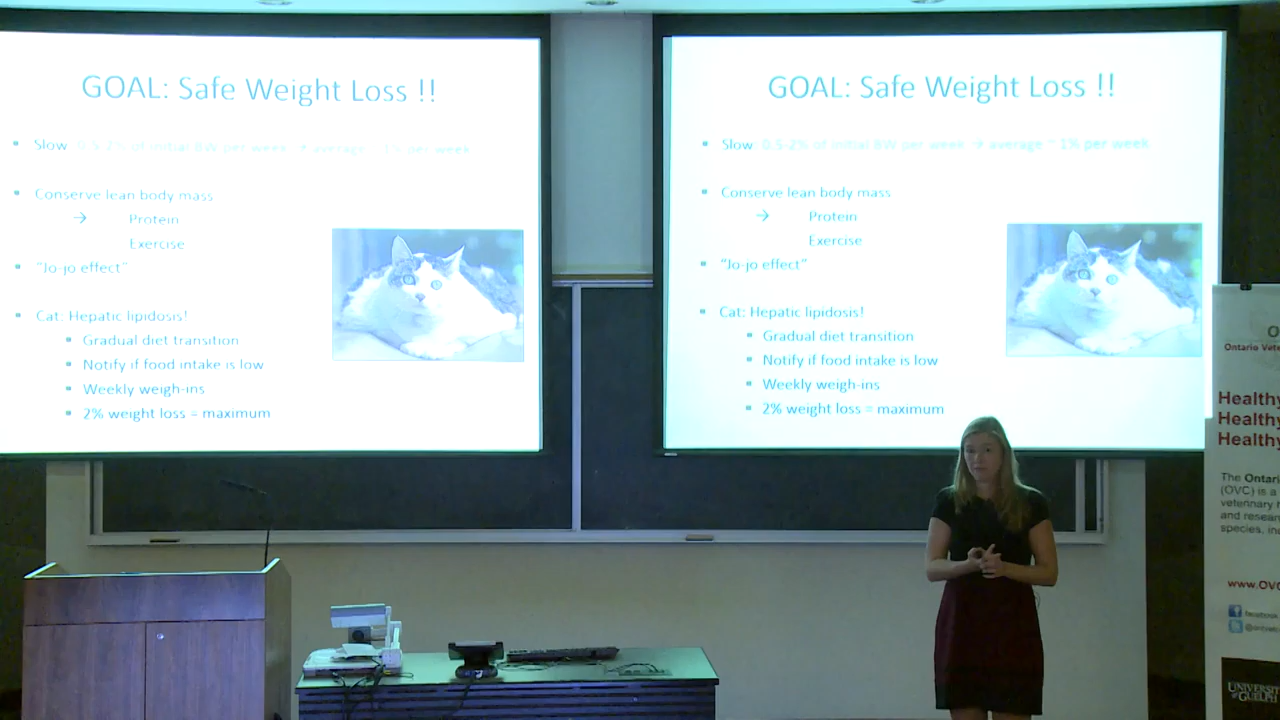 GOAL: Safe Weight Loss !!
Slow: 0.5-2% of initial BW per week → average ~ 1% per week
Conserve lean body mass
→ Protein
Exercise
"Jo-jo effect"
Cat: Hepatic lipidosis!
Gradual diet transition
Notify if food intake is low
Weekly weigh-ins
2% weight loss = maximum
GOAL: Safe Weight Loss !!
Slow: 0.5-2% of initial BW per week → average ~ 1% per week
Conserve lean body mass
→ Protein
Exercise
"Jo-jo effect"
Cat: Hepatic lipidosis!
Gradual diet transition
Notify if food intake is low
Weekly weigh-ins
2% weight loss = maximum
Ontario
Healthy
Healthy
Healthy
The Ontari
(OVC) is a
veterinary
and resear
species, in
www.OVC
facebook.
UNIVERSI
OF GUELPH